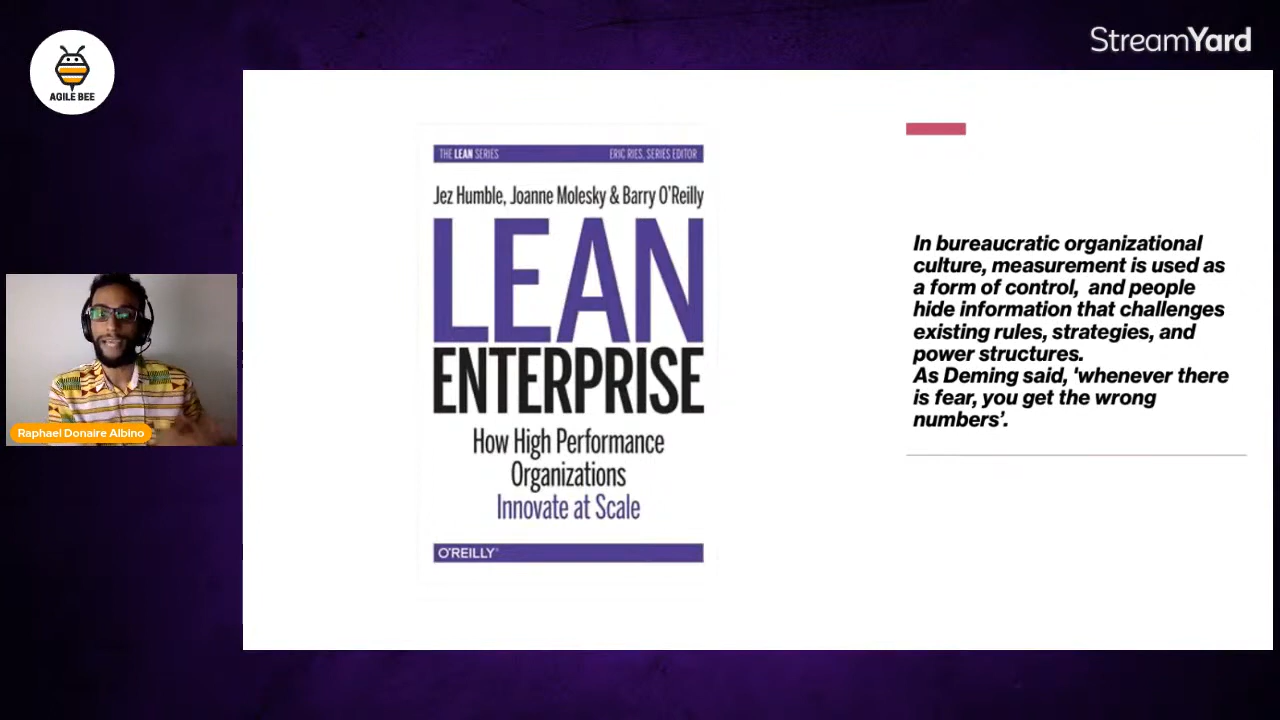 AGILE BEE
StreamYard
THE LEAN SERIES ERIC RIES, SERIES EDITOR
Jez Humble, Joanne Molesky & Barry O'Reilly
LEAN
ENTERPRISE
How High Performance
Organizations
Innovate at Scale
O'REILLY®
In bureaucratic organizational
culture, measurement is used as
a form of control,  and people
hide information that challenges
existing rules, strategies, and
power structures.
As Deming said, 'whenever there
is fear, you get the wrong
numbers'.
Raphael Donaire Albino